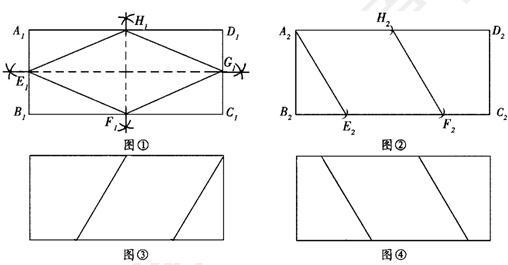 A₁ H₁ D₁
E₁ G₁
B₁ F₁ C₁
图①
A₂ H₂ D₂
B₂ E₂ F₂ C₂
图②
图③
图④